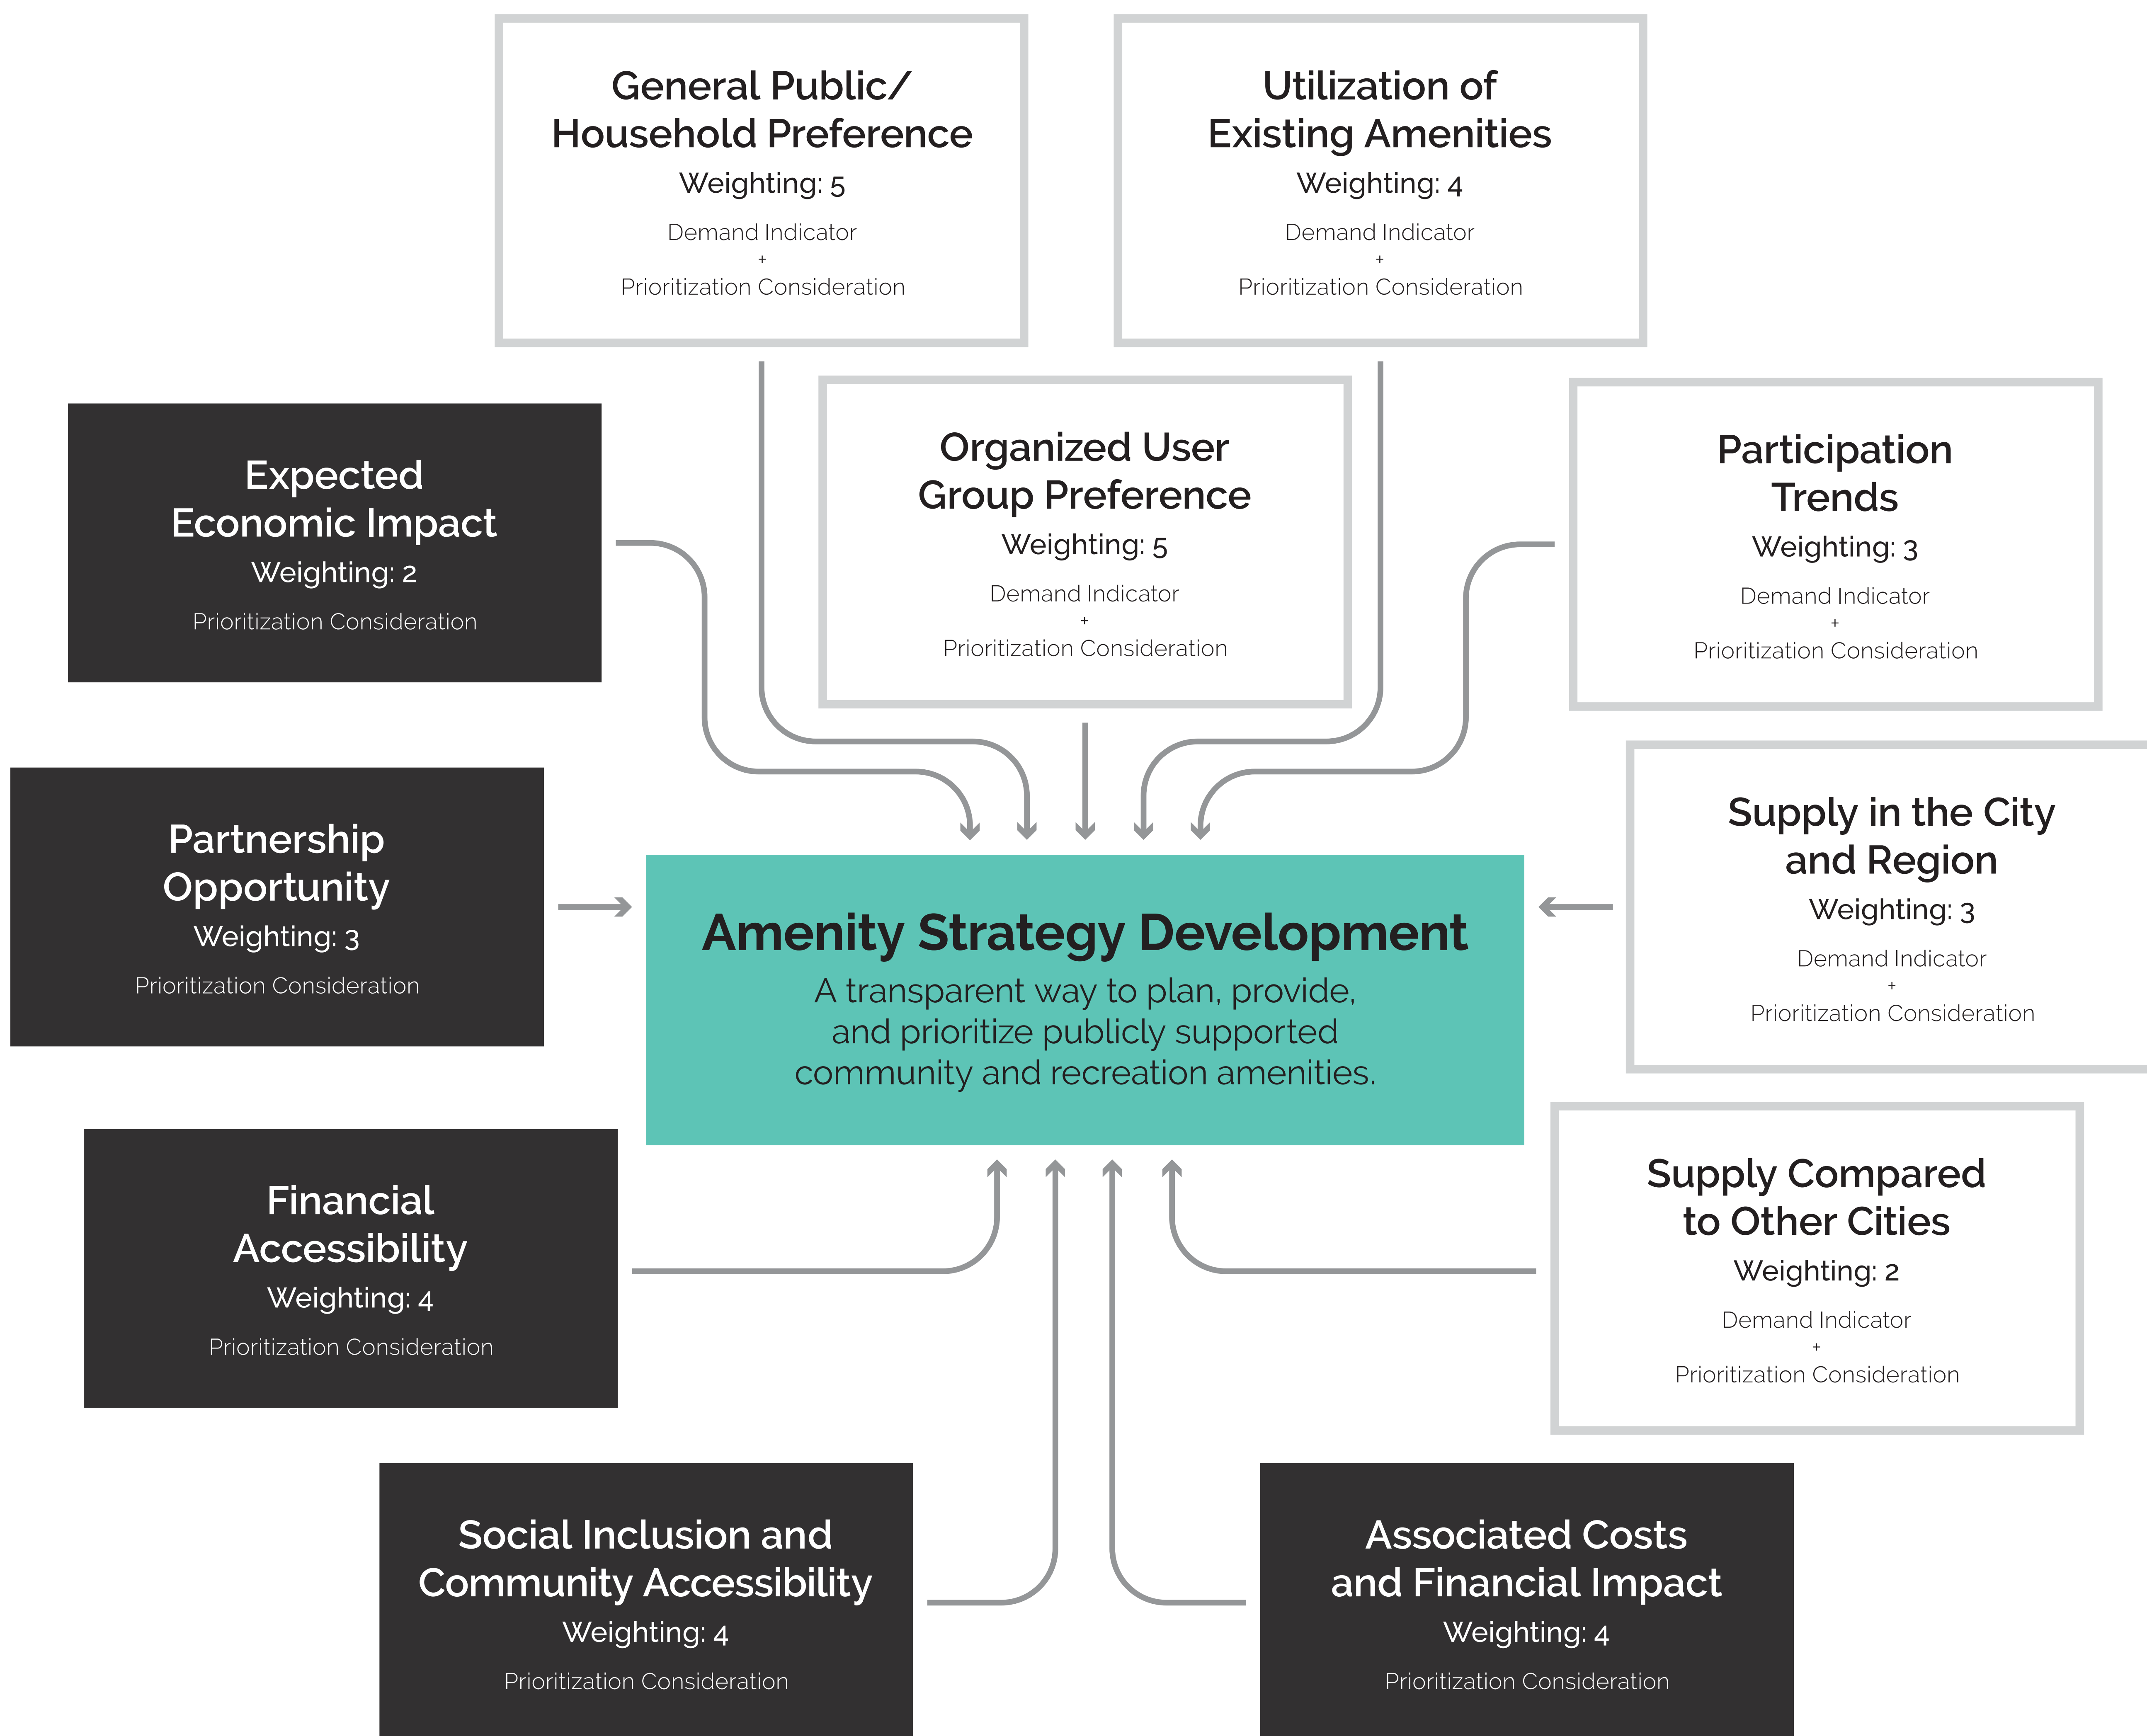 General Public/
Household Preference
Weighting: 5
Demand Indicator
+
Prioritization Consideration
Utilization of
Existing Amenities
Weighting: 4
Demand Indicator
+
Prioritization Consideration
Expected
Economic Impact
Weighting: 2
Prioritization Consideration
Organized User
Group Preference
Weighting: 5
Demand Indicator
+
Prioritization Consideration
Participation
Trends
Weighting: 3
Demand Indicator
+
Prioritization Consideration
Partnership
Opportunity
Weighting: 3
Prioritization Consideration
Amenity Strategy Development
A transparent way to plan, provide,
and prioritize publicly supported
community and recreation amenities.
Supply in the City
and Region
Weighting: 3
Demand Indicator
+
Prioritization Consideration
Financial
Accessibility
Weighting: 4
Prioritization Consideration
Supply Compared
to Other Cities
Weighting: 2
Demand Indicator
+
Prioritization Consideration
Social Inclusion and
Community Accessibility
Weighting: 4
Prioritization Consideration
Associated Costs
and Financial Impact
Weighting: 4
Prioritization Consideration